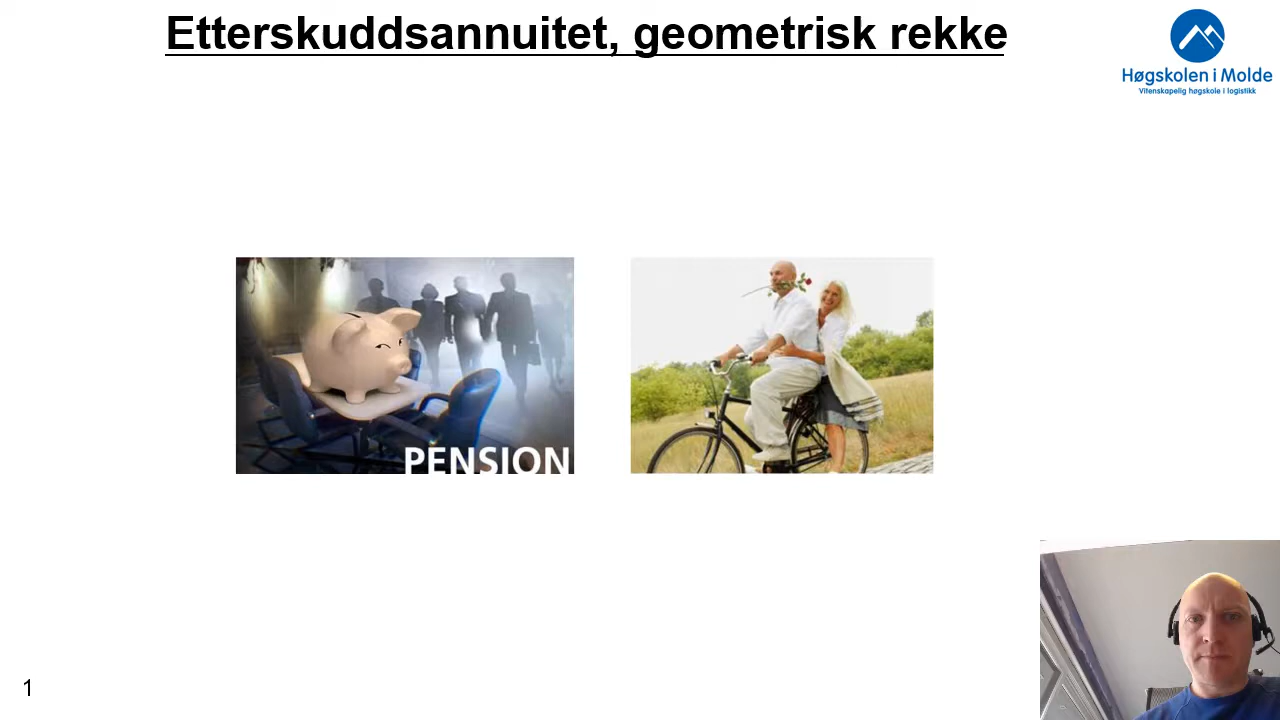 Etterskuddsannuitet, geometrisk rekke
Høgskolen i Molde
Vitenskapelig høgskole i logistikk
PENSION
1